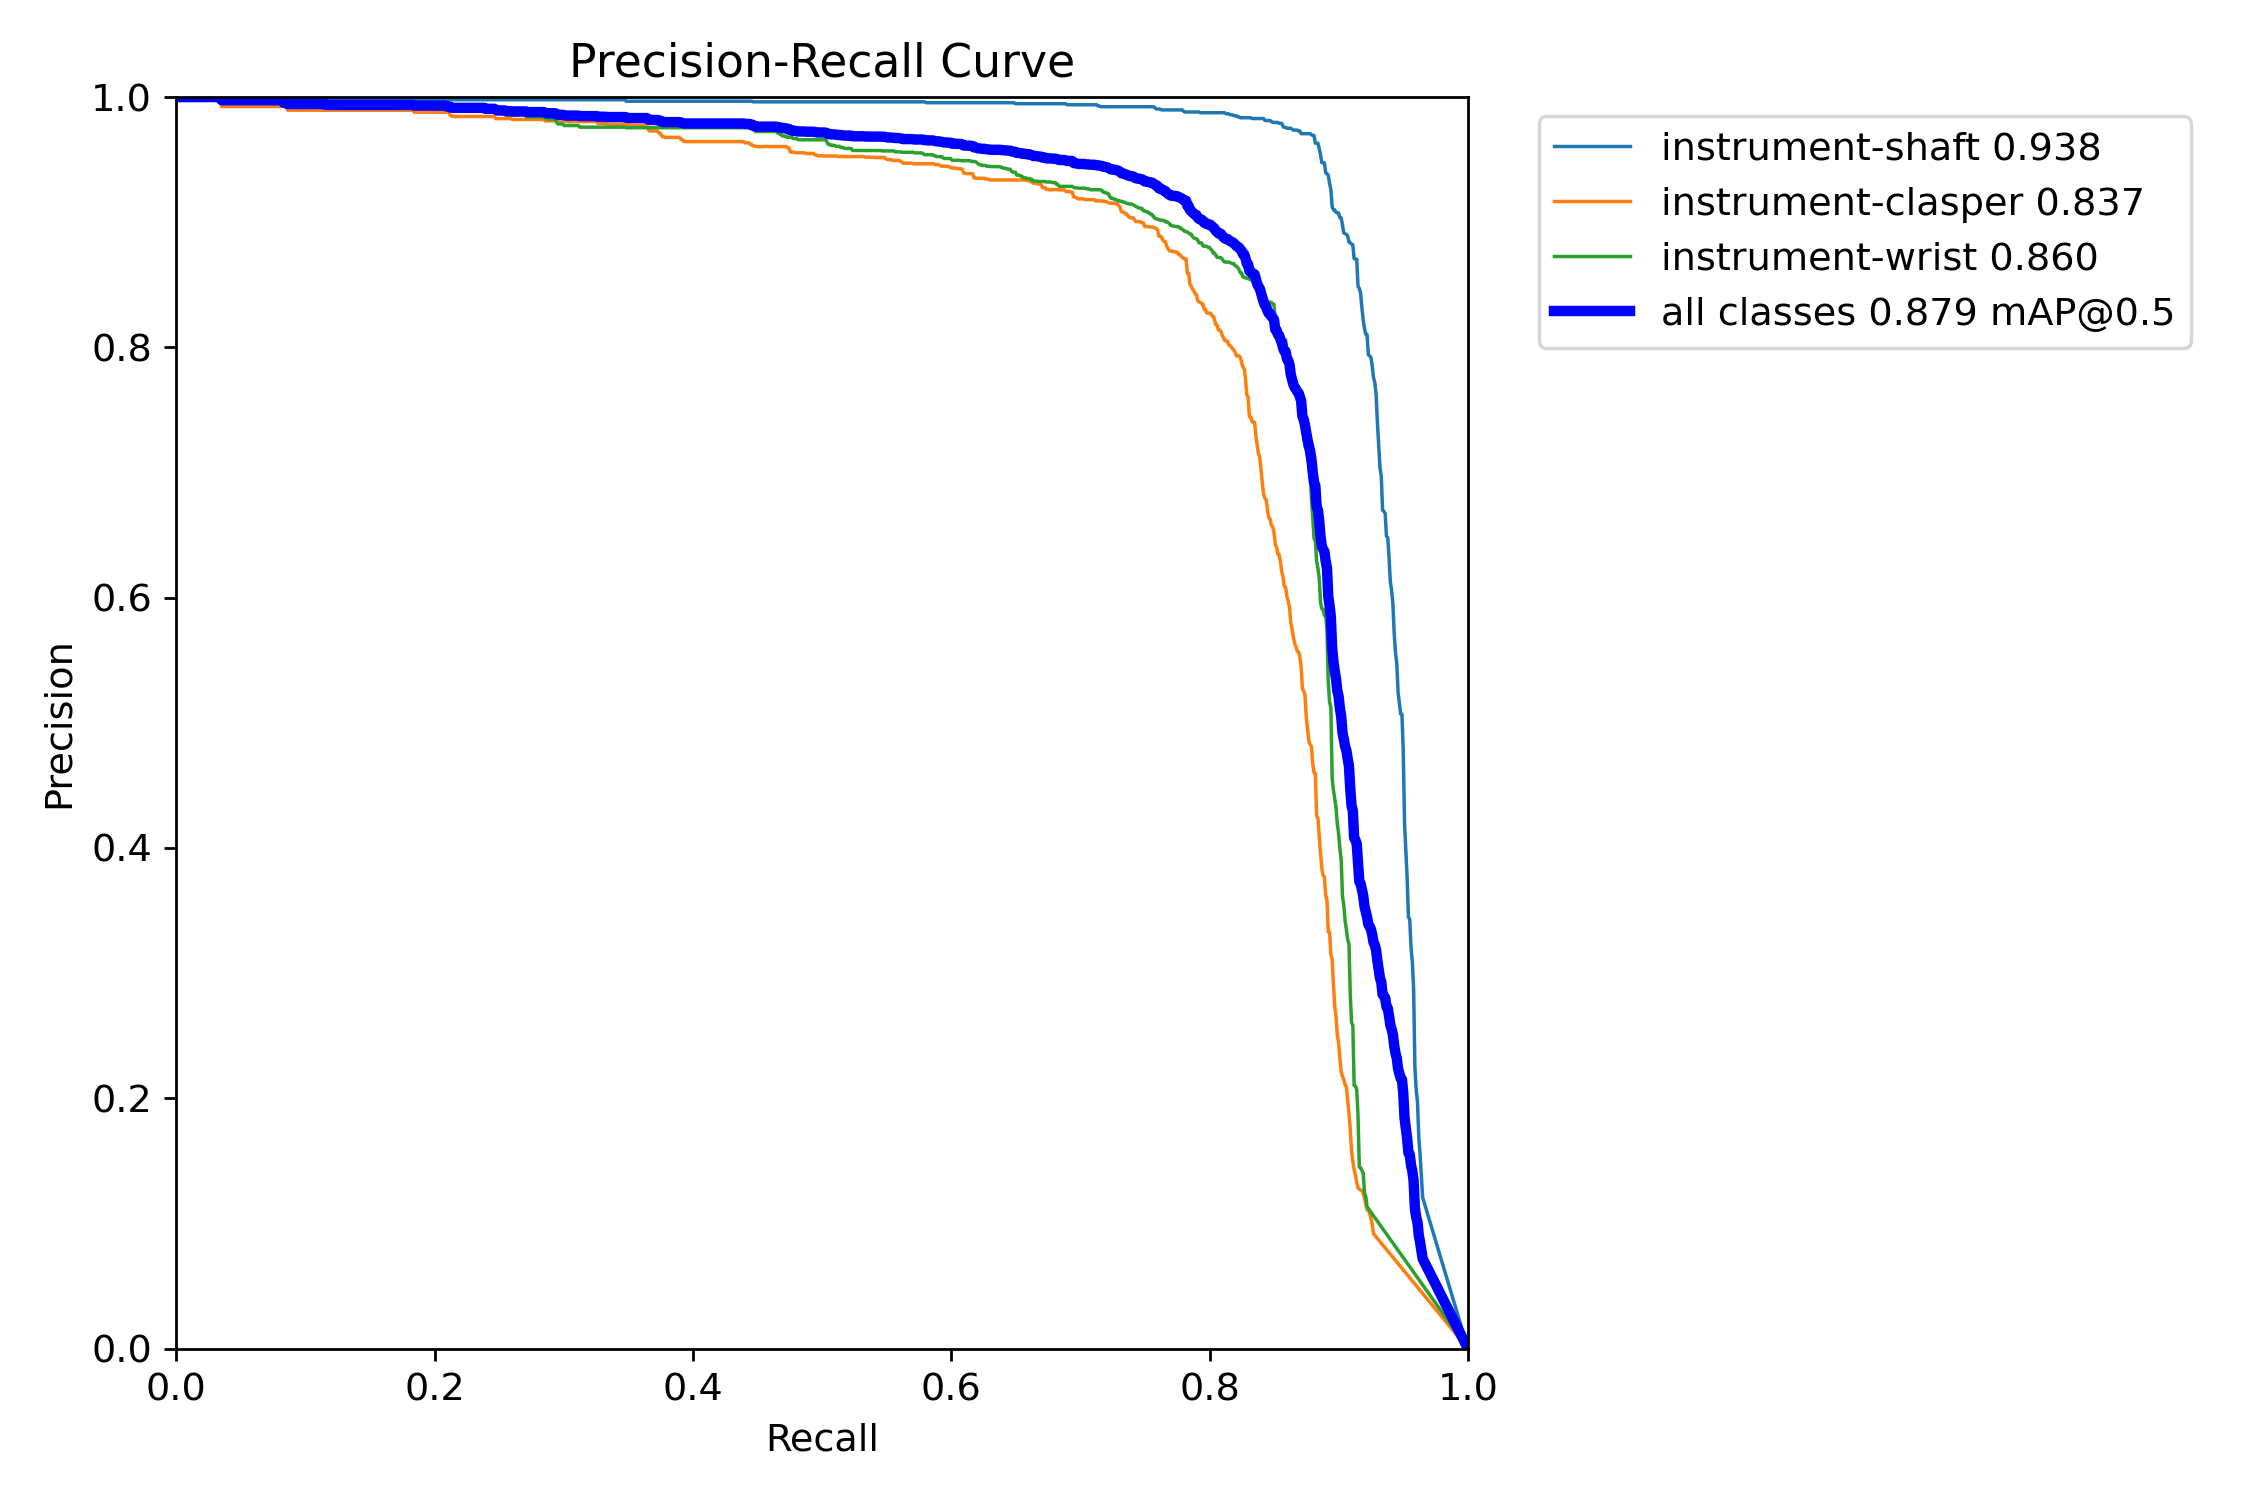 Precision-Recall Curve
1.0
0.8
0.6
0.4
0.2
0.0
Precision
0.0 0.2 0.4 0.6 0.8 1.0
Recall
instrument-shaft 0.938
instrument-clasper 0.837
instrument-wrist 0.860
all classes 0.879 mAP@0.5